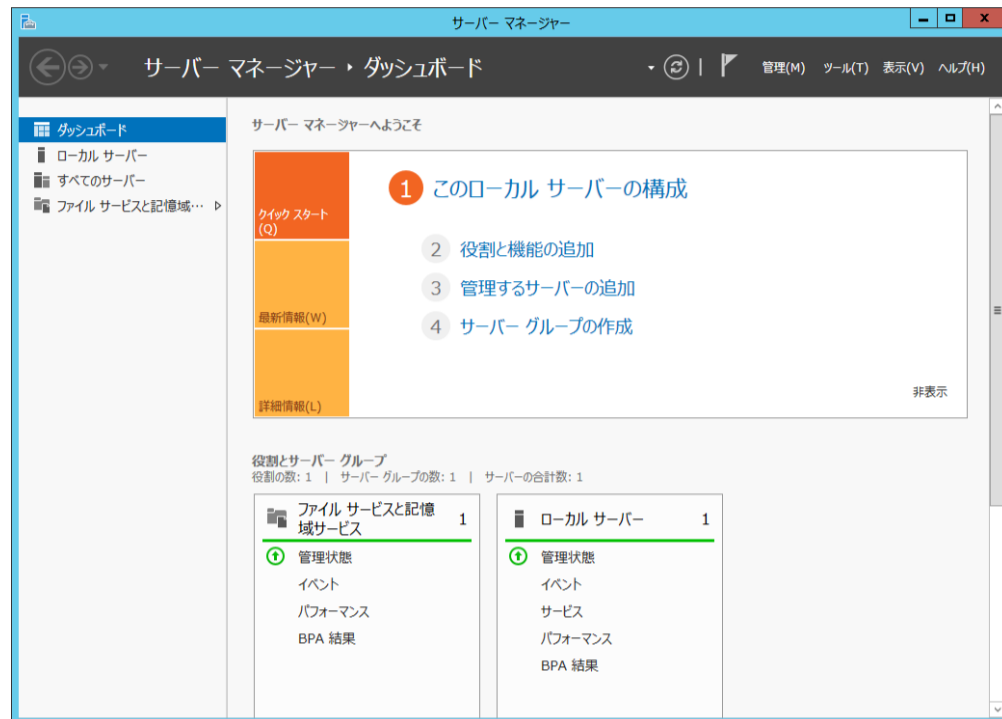 サーバー マネージャー
サーバー マネージャー ‣ ダッシュボード
管理(M) ツール(T) 表示(V) ヘルプ(H)
ダッシュボード
ローカル サーバー
すべてのサーバー
ファイル サービスと記憶域…
サーバー マネージャーへようこそ
クイック スタート
(Q)
最新情報(W)
詳細情報(L)
1 このローカル サーバーの構成
2 役割と機能の追加
3 管理するサーバーの追加
4 サーバー グループの作成
非表示
役割とサーバー グループ
役割の数: 1 | サーバー グループの数: 1 | サーバーの合計数: 1
ファイル サービスと記憶
域サービス 1
管理状態
イベント
パフォーマンス
BPA 結果
ローカル サーバー 1
管理状態
イベント
サービス
パフォーマンス
BPA 結果